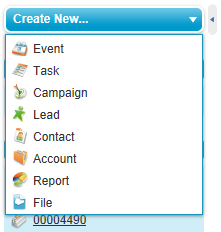 Create New...
Event
Task
Campaign
Lead
Contact
Account
Report
File
00004490